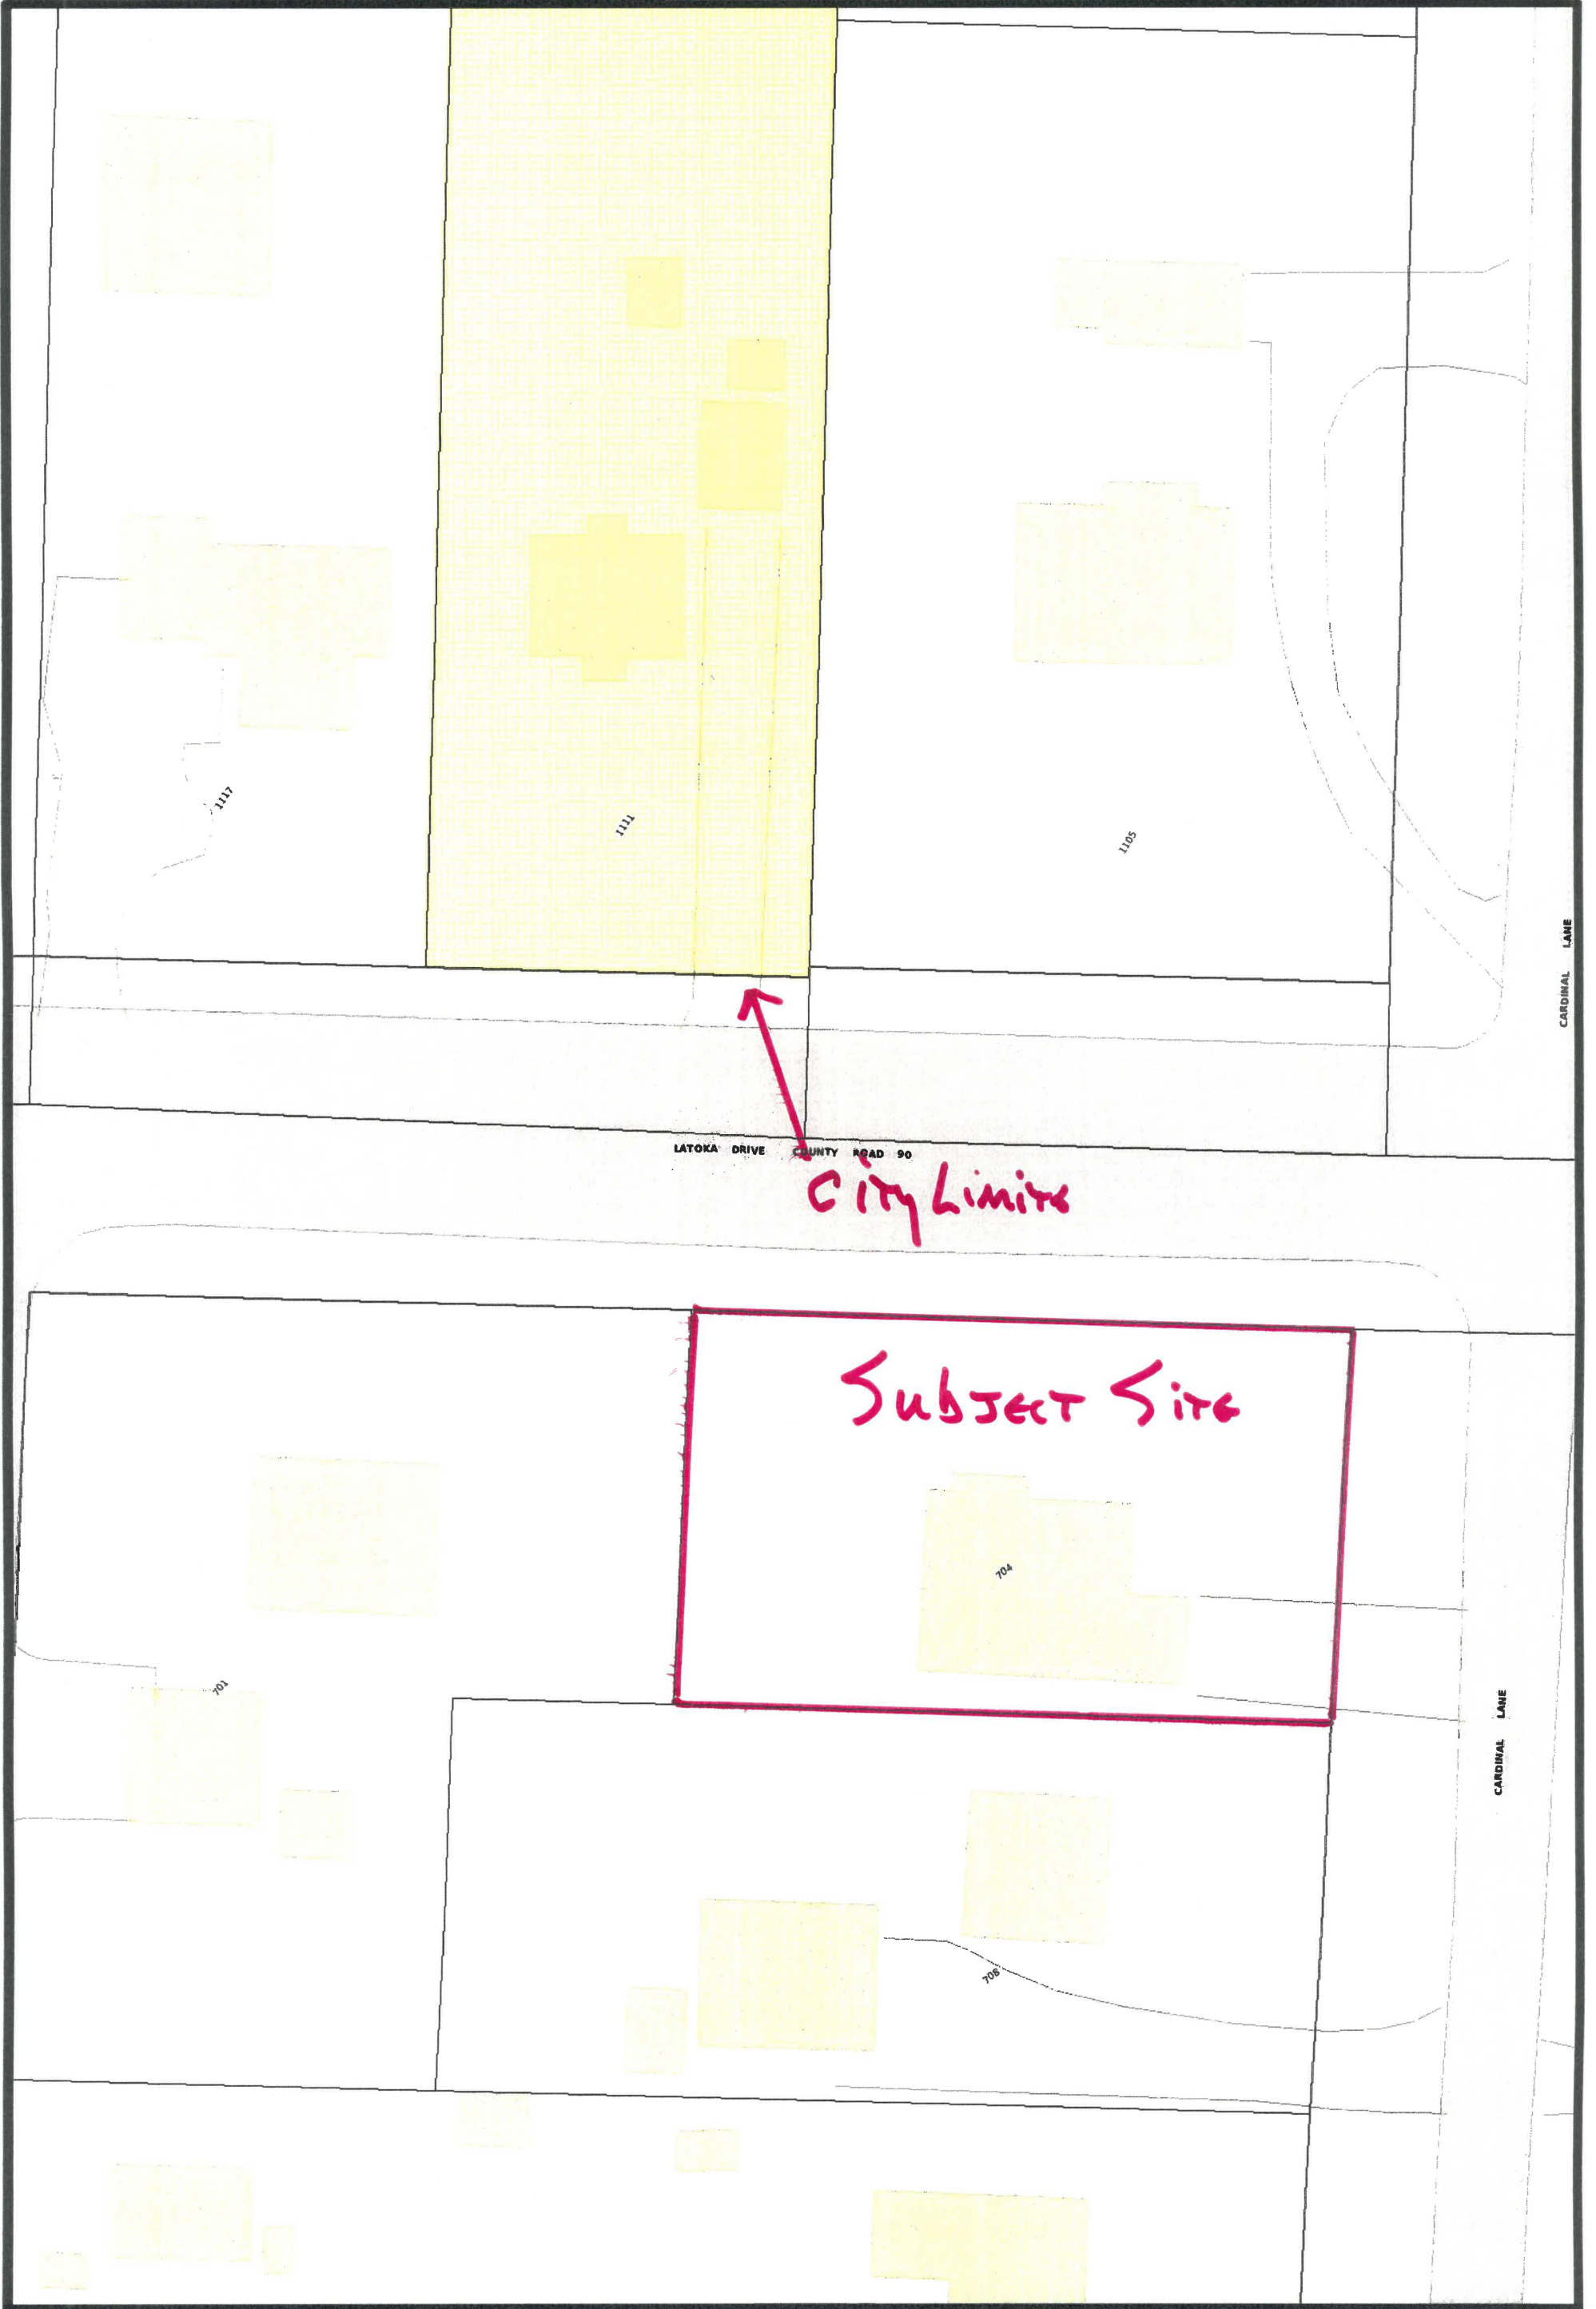 1117
1111
1105
CARDINAL LANE
LATOKA DRIVE COUNTY ROAD 90
City Limits
Subject Site
704
701
CARDINAL LANE
708